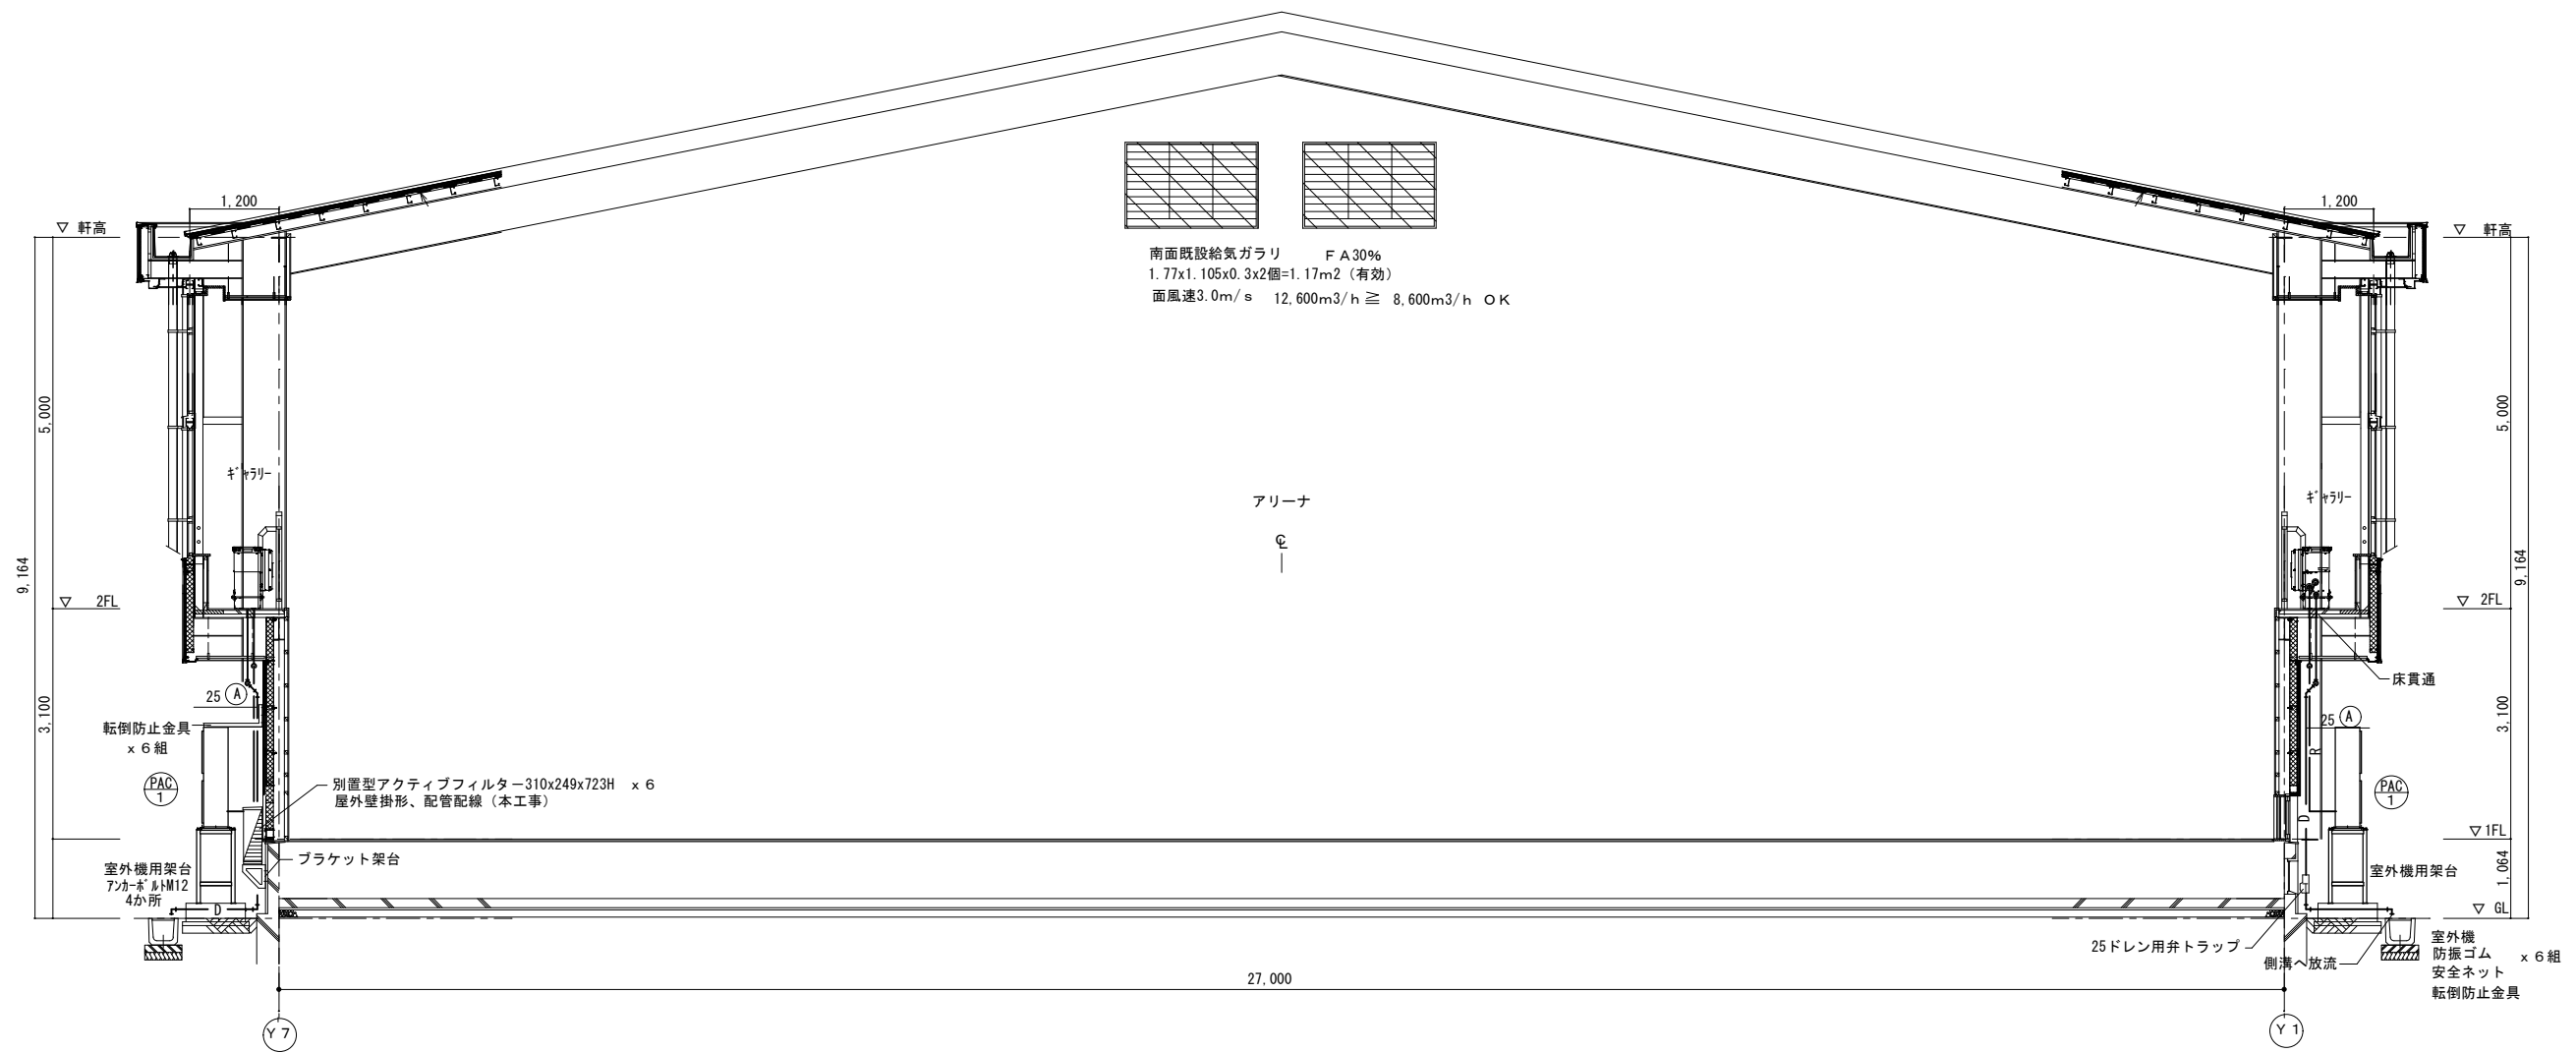 1,200
1,200
▽ 軒高
▽ 軒高
南面既設給気ガラリ ＦＡ30%
1.77x1.105x0.3x2個=1.17m2（有効）
面風速3.0m/s 12,600m3/h ≧ 8,600m3/h ＯＫ
5,000
5,000
ｷﾞｬﾗﾘｰ
ｷﾞｬﾗﾘｰ
アリーナ
℄
9,164
9,164
▽ 2FL
▽ 2FL
床貫通
25 A
25 A
3,100
3,100
転倒防止金具
x６組
R
PAC
1
PAC
1
別置型アクティブフィルター310x249x723H x６
屋外壁掛形、配管配線（本工事）
D
▽1FL
ブラケット架台
室外機用架台
ｱﾝｶｰﾎﾞﾙﾄM12
4か所
D
室外機用架台
1,064
▽ GL
25ドレン用弁トラップ
側溝へ放流
室外機
防振ゴム x６組
安全ネット
転倒防止金具
27,000
Ｙ７
Ｙ１